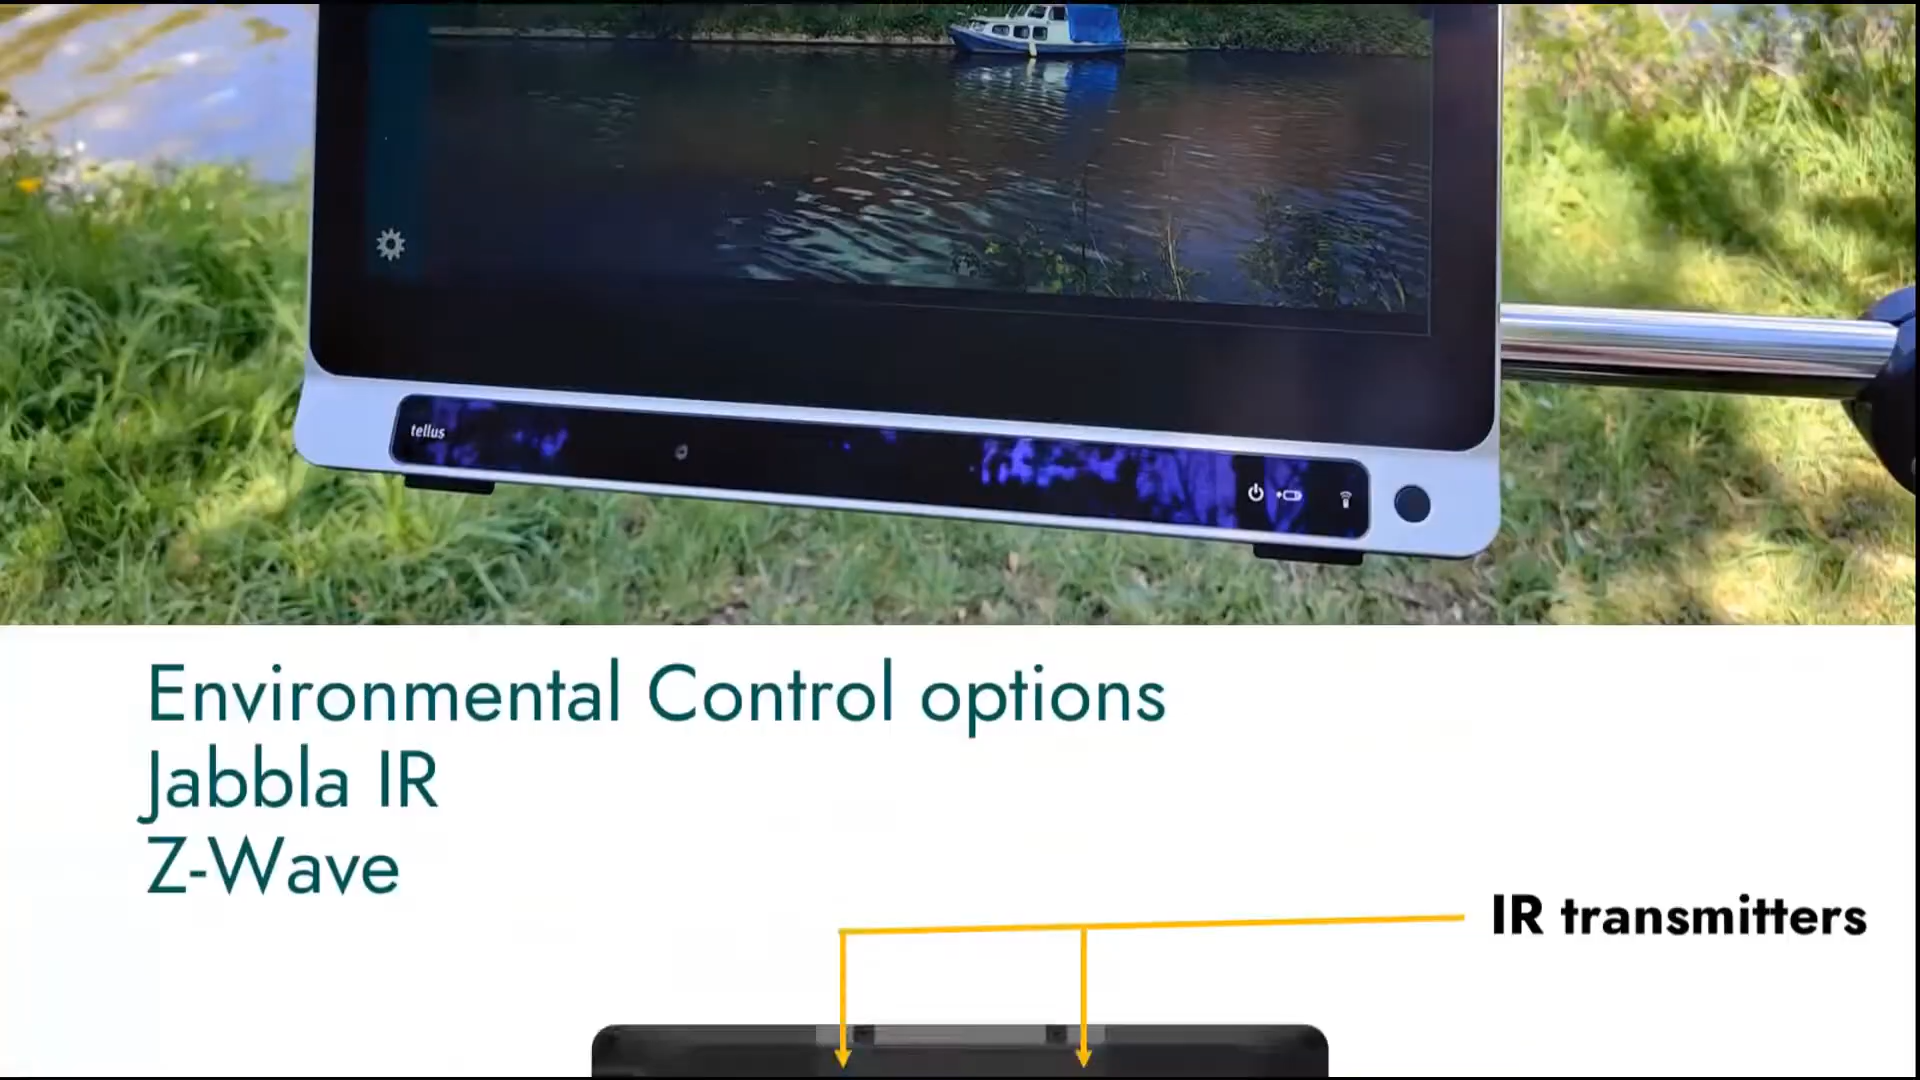 tellus
Environmental Control options
Jabbla IR
Z-Wave
IR transmitters